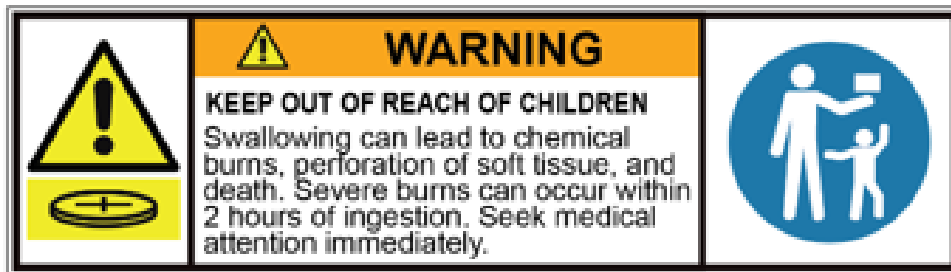 WARNING
KEEP OUT OF REACH OF CHILDREN
Swallowing can lead to chemical
burns, perforation of soft tissue, and
death. Severe burns can occur within
2 hours of ingestion. Seek medical
attention immediately.